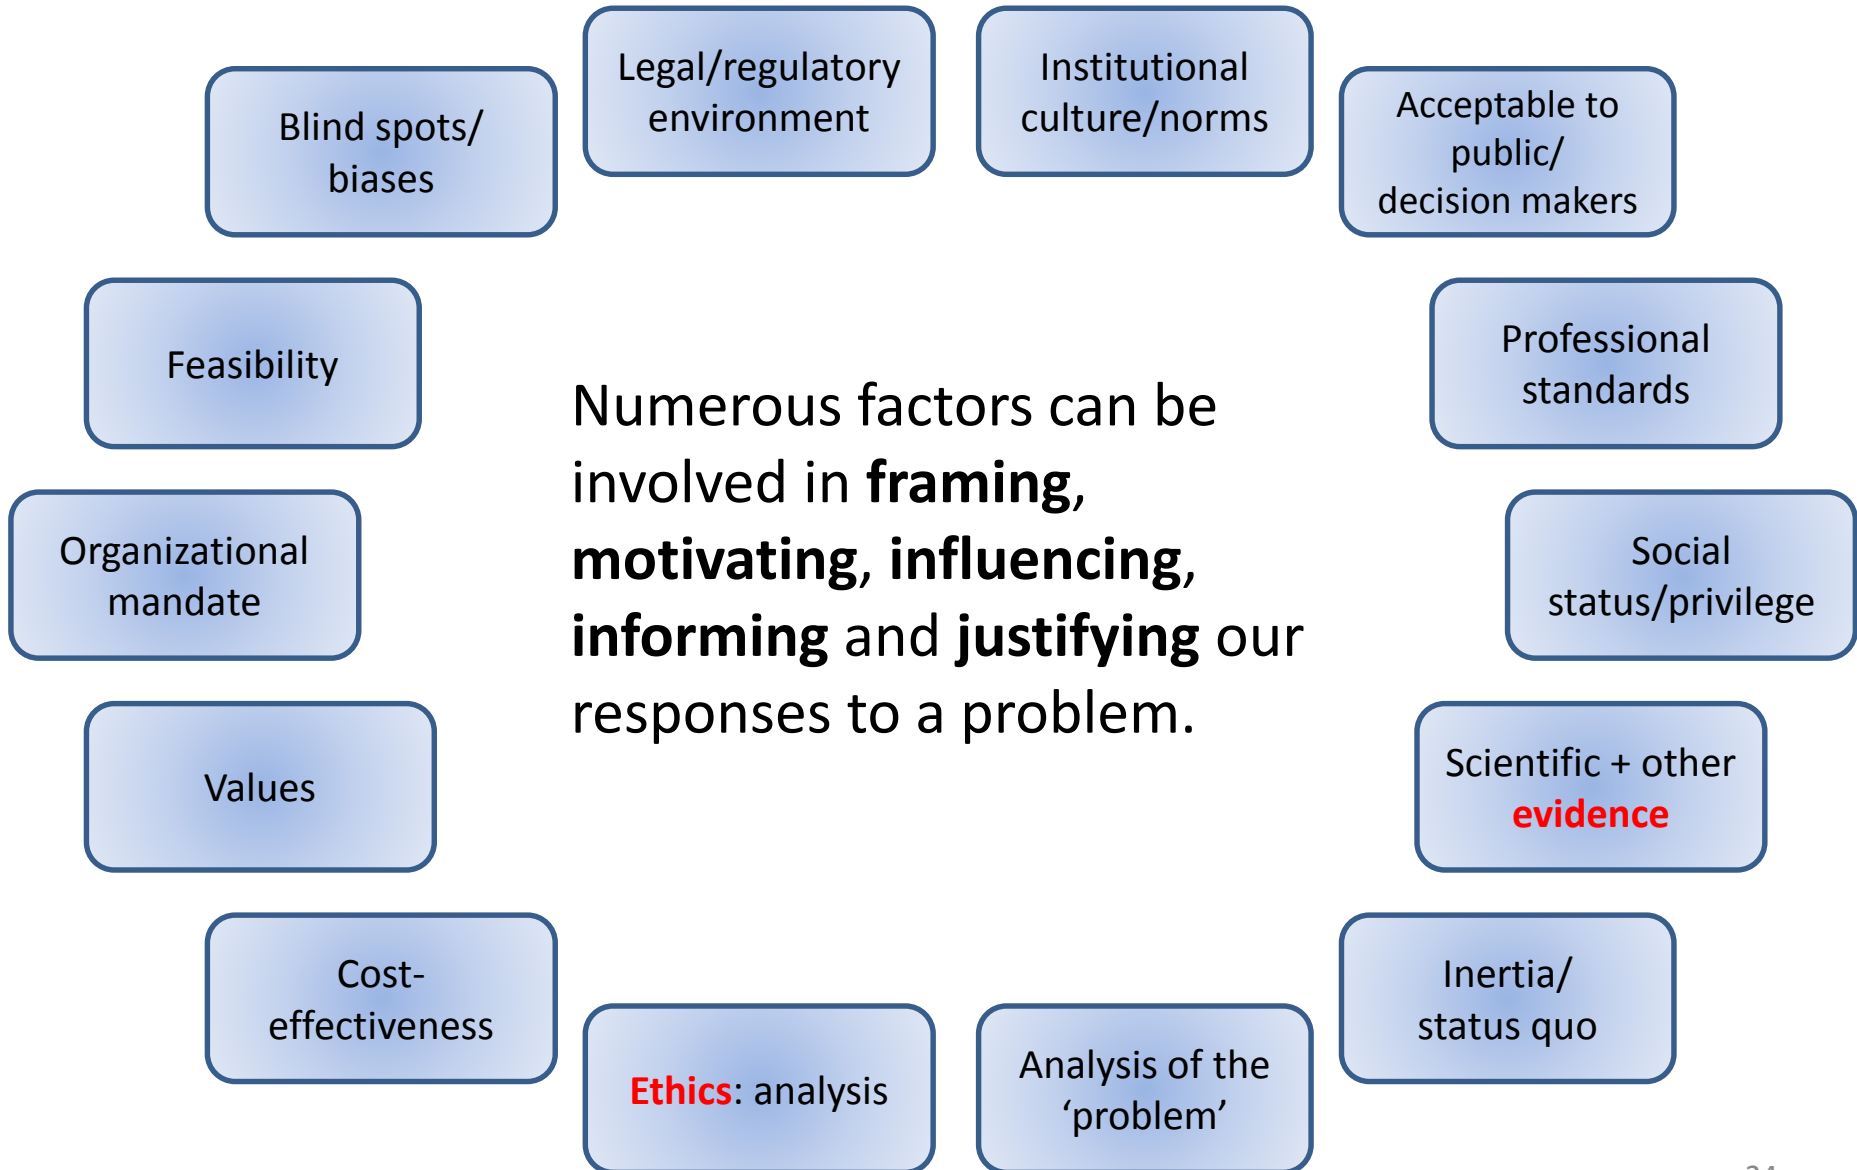 Legal/regulatory
environment
Institutional
culture/norms
Acceptable to
public/
decision makers
Blind spots/
biases
Professional
standards
Feasibility
Numerous factors can be
involved in framing,
motivating, influencing,
informing and justifying our
responses to a problem.
Organizational
mandate
Social
status/privilege
Values
Scientific + other
evidence
Cost-
effectiveness
Inertia/
status quo
Ethics: analysis
Analysis of the
‘problem’